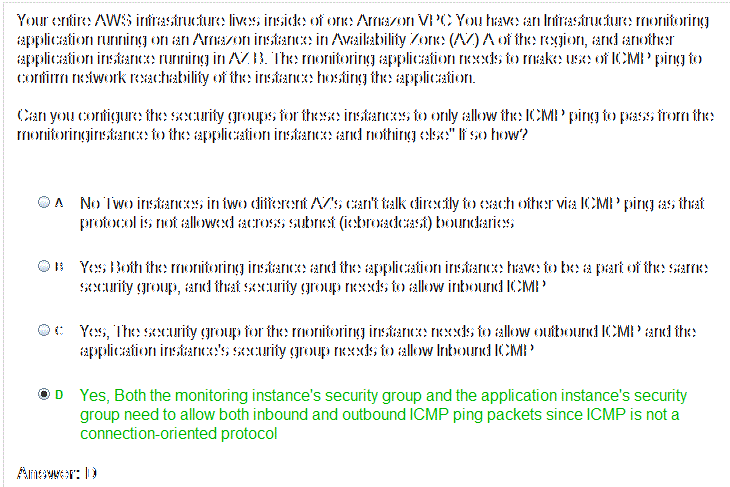 Your entire AWS infrastructure lives inside of one Amazon VPC You have an Infrastructure monitoring
application running on an Amazon instance in Availability Zone (AZ) A of the region, and another
application instance running in AZ B. The monitoring application needs to make use of ICMP ping to
confirm network reachability of the instance hosting the application.
Can you configure the security groups for these instances to only allow the ICMP ping to pass from the
monitoringinstance to the application instance and nothing else" If so how?
A No Two instances in two different AZ's can't talk directly to each other via ICMP ping as that
protocol is not allowed across subnet (iebroadcast) boundaries
B Yes Both the monitoring instance and the application instance have to be a part of the same
security group, and that security group needs to allow inbound ICMP
C Yes, The security group for the monitoring instance needs to allow outbound ICMP and the
application instance's security group needs to allow Inbound ICMP
D Yes, Both the monitoring instance's security group and the application instance's security
group need to allow both inbound and outbound ICMP ping packets since ICMP is not a
connection-oriented protocol
Answer: D